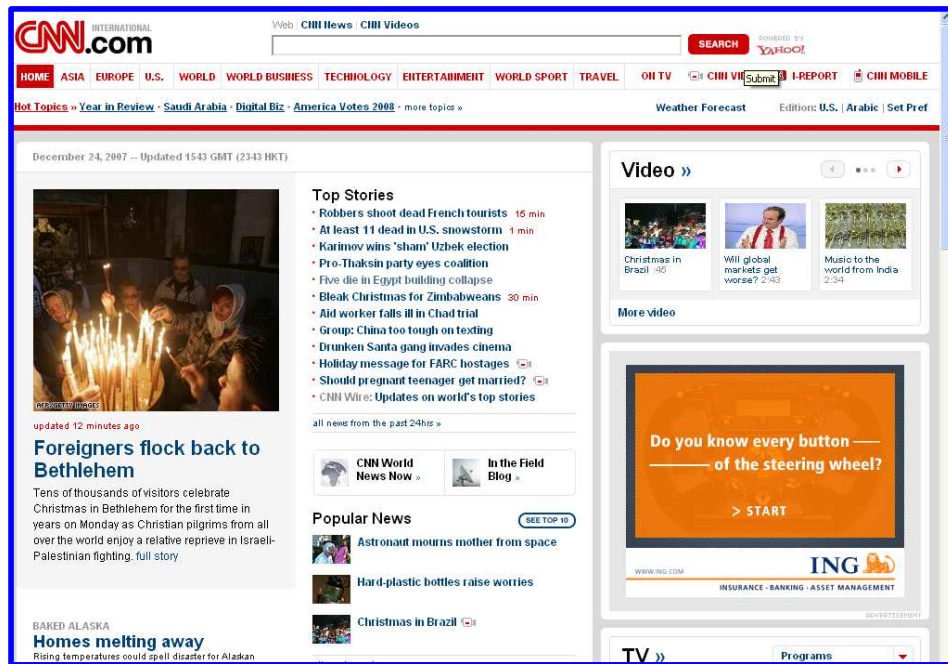 CNN.com INTERNATIONAL
Web | CNN News | CNN Videos
SEARCH
POWERED BY
YAHOO!
HOME ASIA EUROPE U.S. WORLD WORLD BUSINESS TECHNOLOGY ENTERTAINMENT WORLD SPORT TRAVEL ON TV CNN VI Submit I-REPORT CNN MOBILE
Hot Topics » Year in Review · Saudi Arabia · Digital Biz · America Votes 2008 · more topics »
Weather Forecast Edition: U.S. | Arabic | Set Pref
December 24, 2007 -- Updated 1543 GMT (2343 HKT)
AFP/GETTY IMAGES
updated 12 minutes ago
Foreigners flock back to
Bethlehem
Tens of thousands of visitors celebrate
Christmas in Bethlehem for the first time in
years on Monday as Christian pilgrims from all
over the world enjoy a relative reprieve in Israeli-
Palestinian fighting. full story
BAKED ALASKA
Homes melting away
Rising temperatures could spell disaster for Alaskan
Top Stories
Robbers shoot dead French tourists 15 min
At least 11 dead in U.S. snowstorm 1 min
Karimov wins 'sham' Uzbek election
Pro-Thaksin party eyes coalition
Five die in Egypt building collapse
Bleak Christmas for Zimbabweans 30 min
Aid worker falls ill in Chad trial
Group: China too tough on texting
Drunken Santa gang invades cinema
Holiday message for FARC hostages
Should pregnant teenager get married?
CNN Wire: Updates on world's top stories
all news from the past 24hrs »
CNN World
News Now »
In the Field
Blog »
Popular News SEE TOP 10
Astronaut mourns mother from space
Hard-plastic bottles raise worries
Christmas in Brazil
Video »
Christmas in
Brazil :45
Will global
markets get
worse? 2:43
Music to the
world from India
2:34
More video
Do you know every button
of the steering wheel?
> START
WWW.ING.COM
ING
INSURANCE - BANKING - ASSET MANAGEMENT
ADVERTISEMENT
TV » Programs